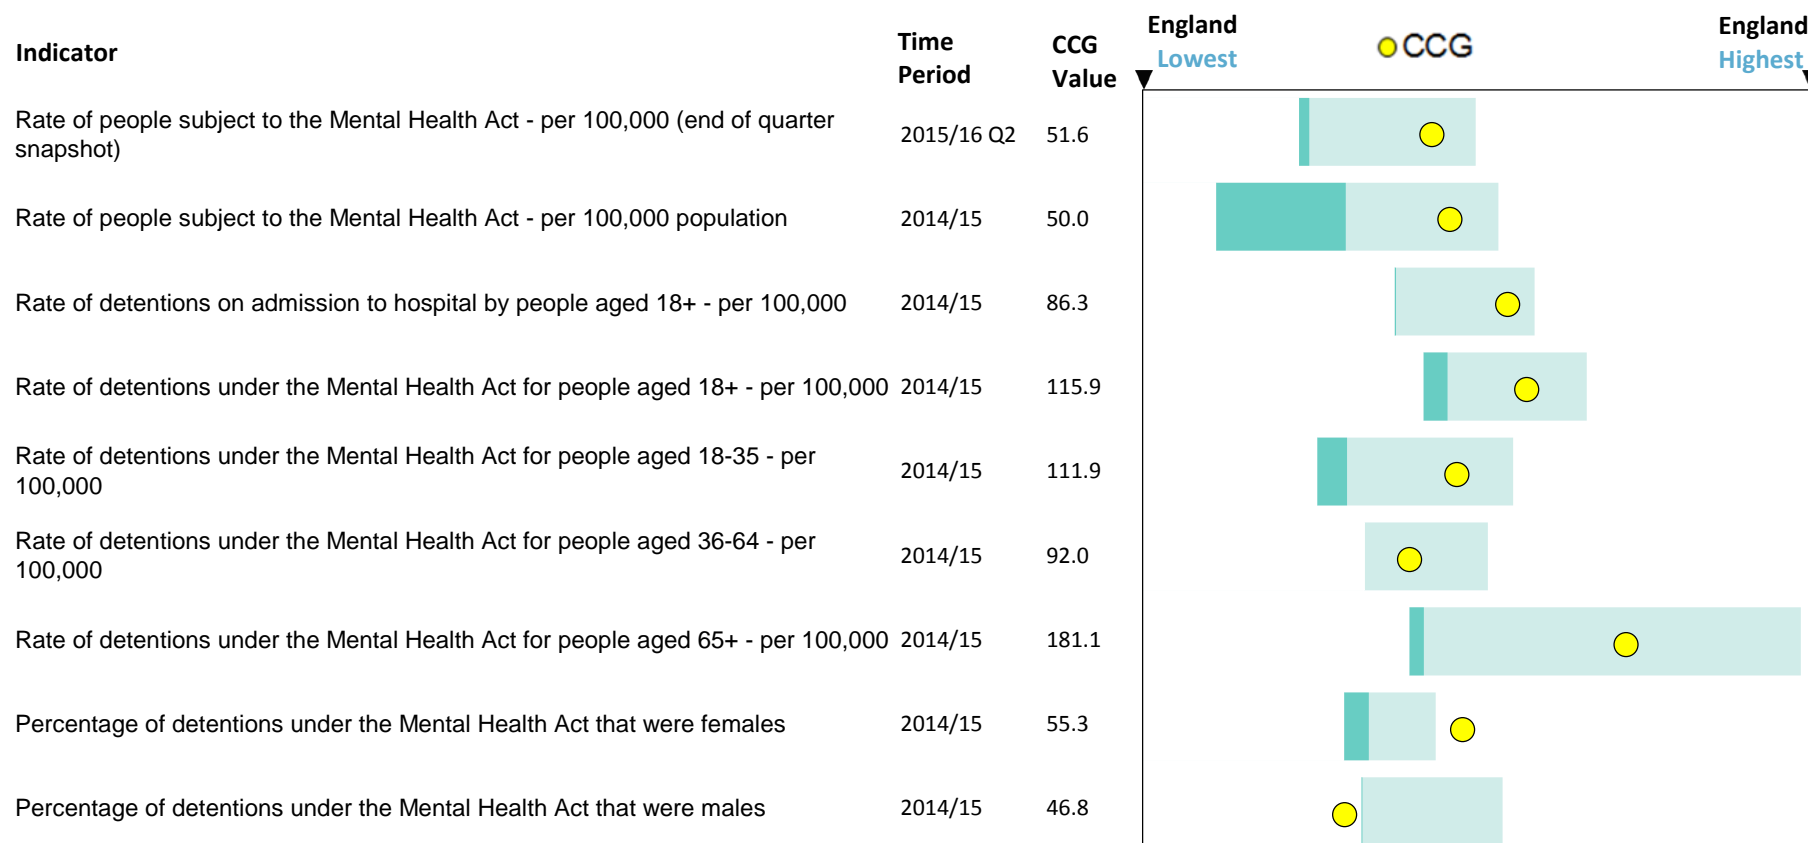 Indicator
Time
Period
CCG
Value
England
Lowest
CCG
England
Highest
Rate of people subject to the Mental Health Act - per 100,000 (end of quarter
snapshot)
2015/16 Q2
51.6
Rate of people subject to the Mental Health Act - per 100,000 population
2014/15
50.0
Rate of detentions on admission to hospital by people aged 18+ - per 100,000
2014/15
86.3
Rate of detentions under the Mental Health Act for people aged 18+ - per 100,000
2014/15
115.9
Rate of detentions under the Mental Health Act for people aged 18-35 - per
100,000
2014/15
111.9
Rate of detentions under the Mental Health Act for people aged 36-64 - per
100,000
2014/15
92.0
Rate of detentions under the Mental Health Act for people aged 65+ - per 100,000
2014/15
181.1
Percentage of detentions under the Mental Health Act that were females
2014/15
55.3
Percentage of detentions under the Mental Health Act that were males
2014/15
46.8